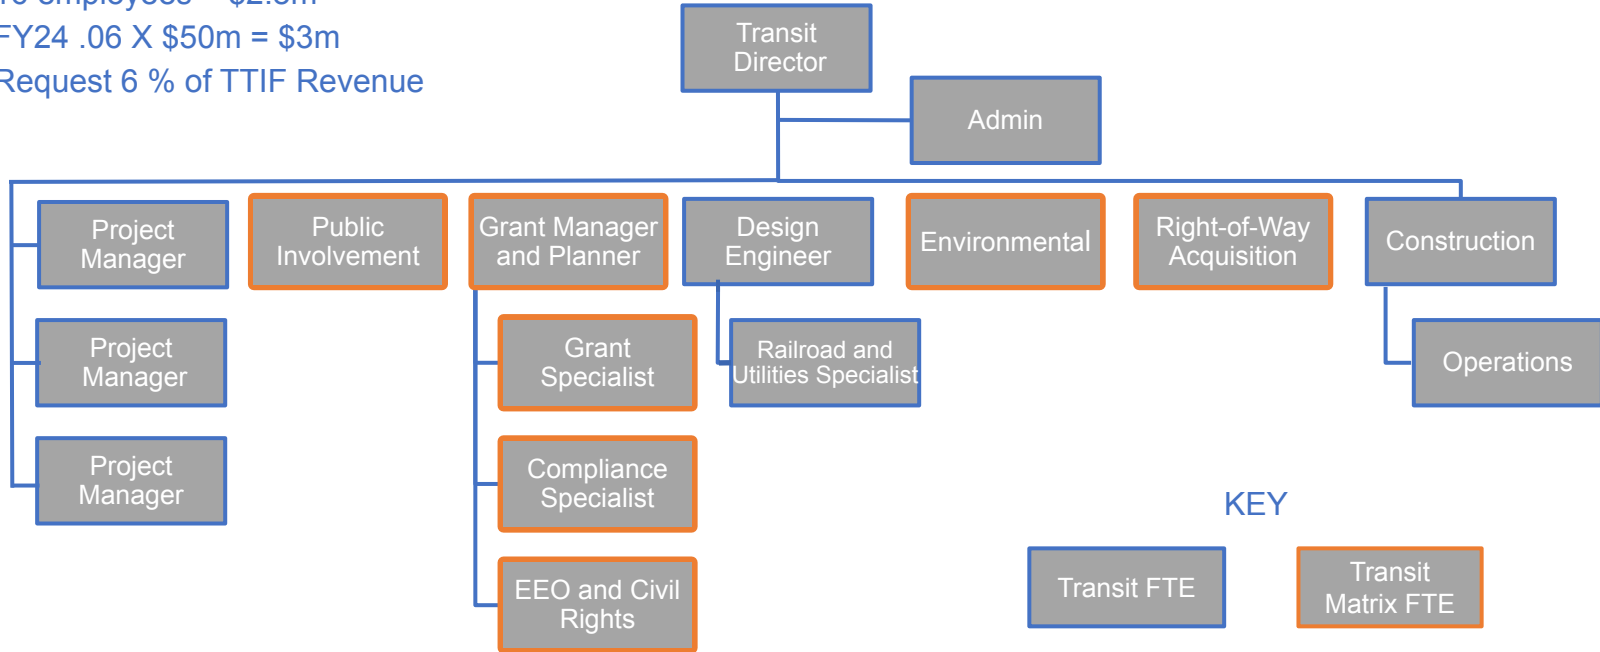 employees
FY24 .06 X $50m = $3m
Request 6 % of TTIF Revenue
Transit
Director
Admin
Project
Manager
Public
Involvement
Grant Manager
and Planner
Design
Engineer
Environmental
Right-of-Way
Acquisition
Construction
Project
Manager
Grant
Specialist
Railroad and
Utilities Specialist
Operations
Project
Manager
Compliance
Specialist
EEO and Civil
Rights
KEY
Transit FTE
Transit
Matrix FTE